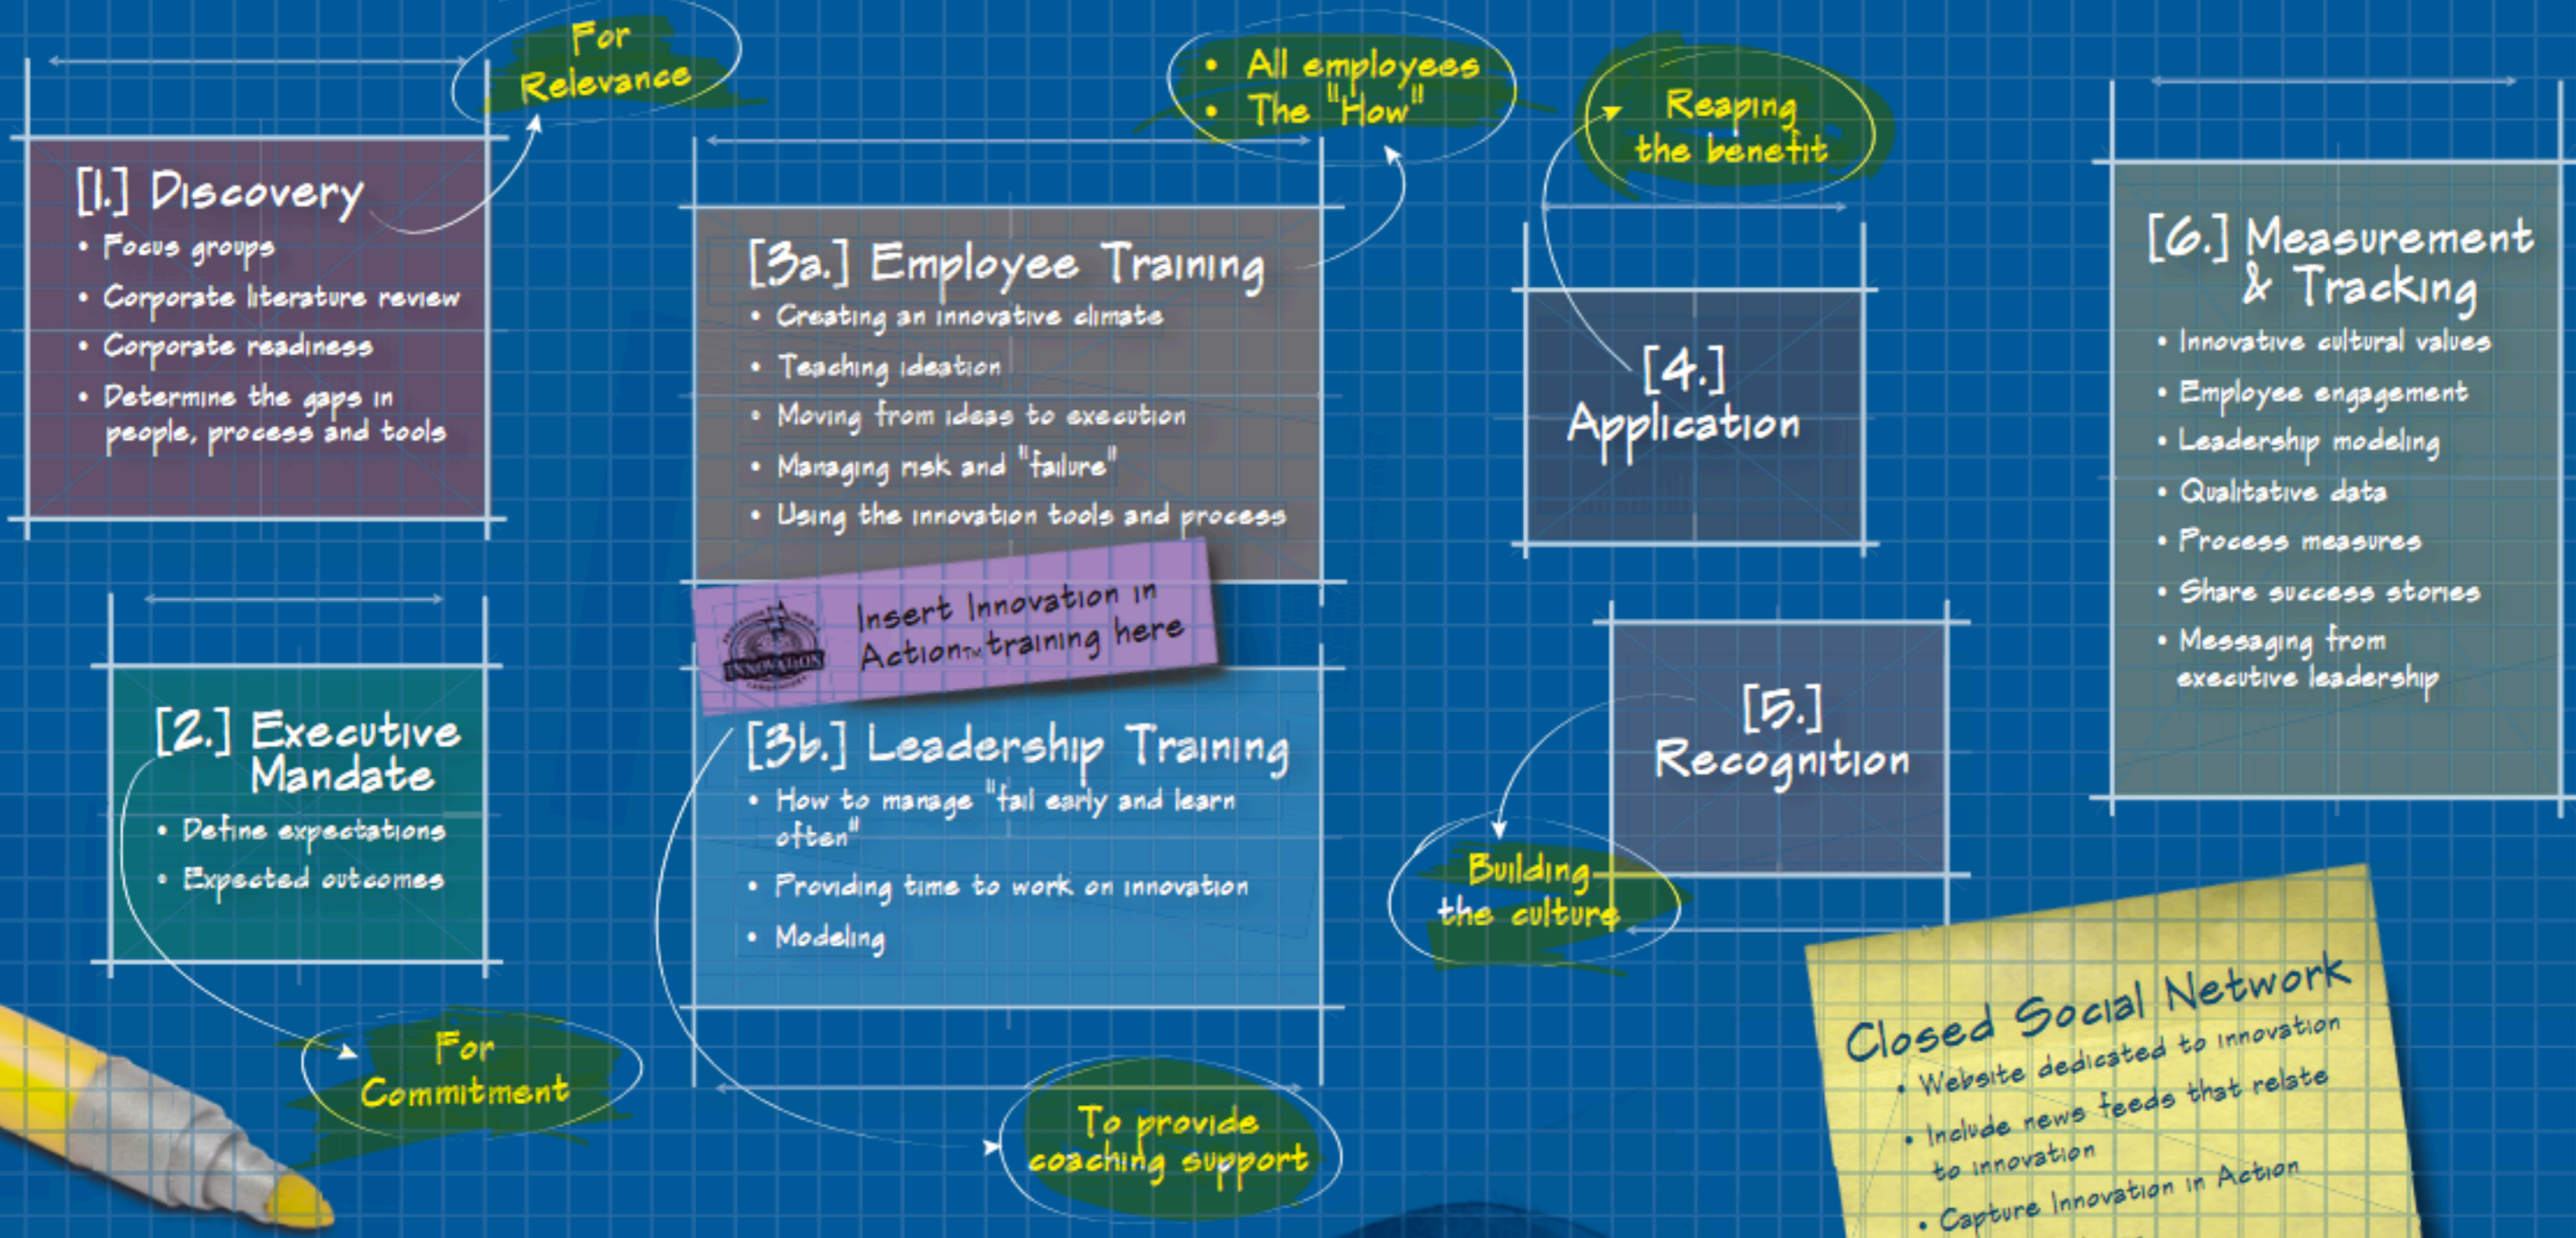 For
Relevance
[1.] Discovery
• Focus groups
• Corporate literature review
• Corporate readiness
• Determine the gaps in
people, process and tools
[2.] Executive
Mandate
• Define expectations
• Expected outcomes
For
Commitment
• All employees
• The "How"
[3a.] Employee Training
• Creating an innovative climate
• Teaching ideation
• Moving from ideas to execution
• Managing risk and "failure"
• Using the innovation tools and process
INNOVATION
Insert Innovation in
Action™ training here
[3b.] Leadership Training
• How to manage "fail early and learn
often"
• Providing time to work on innovation
• Modeling
To provide
coaching support
Reaping
the benefit
[4.]
Application
[5.]
Recognition
Building
the culture
[6.] Measurement
& Tracking
• Innovative cultural values
• Employee engagement
• Leadership modeling
• Qualitative data
• Process measures
• Share success stories
• Messaging from
executive leadership
Closed Social Network
• Website dedicated to innovation
• Include news feeds that relate
to innovation
• Capture Innovation in Action